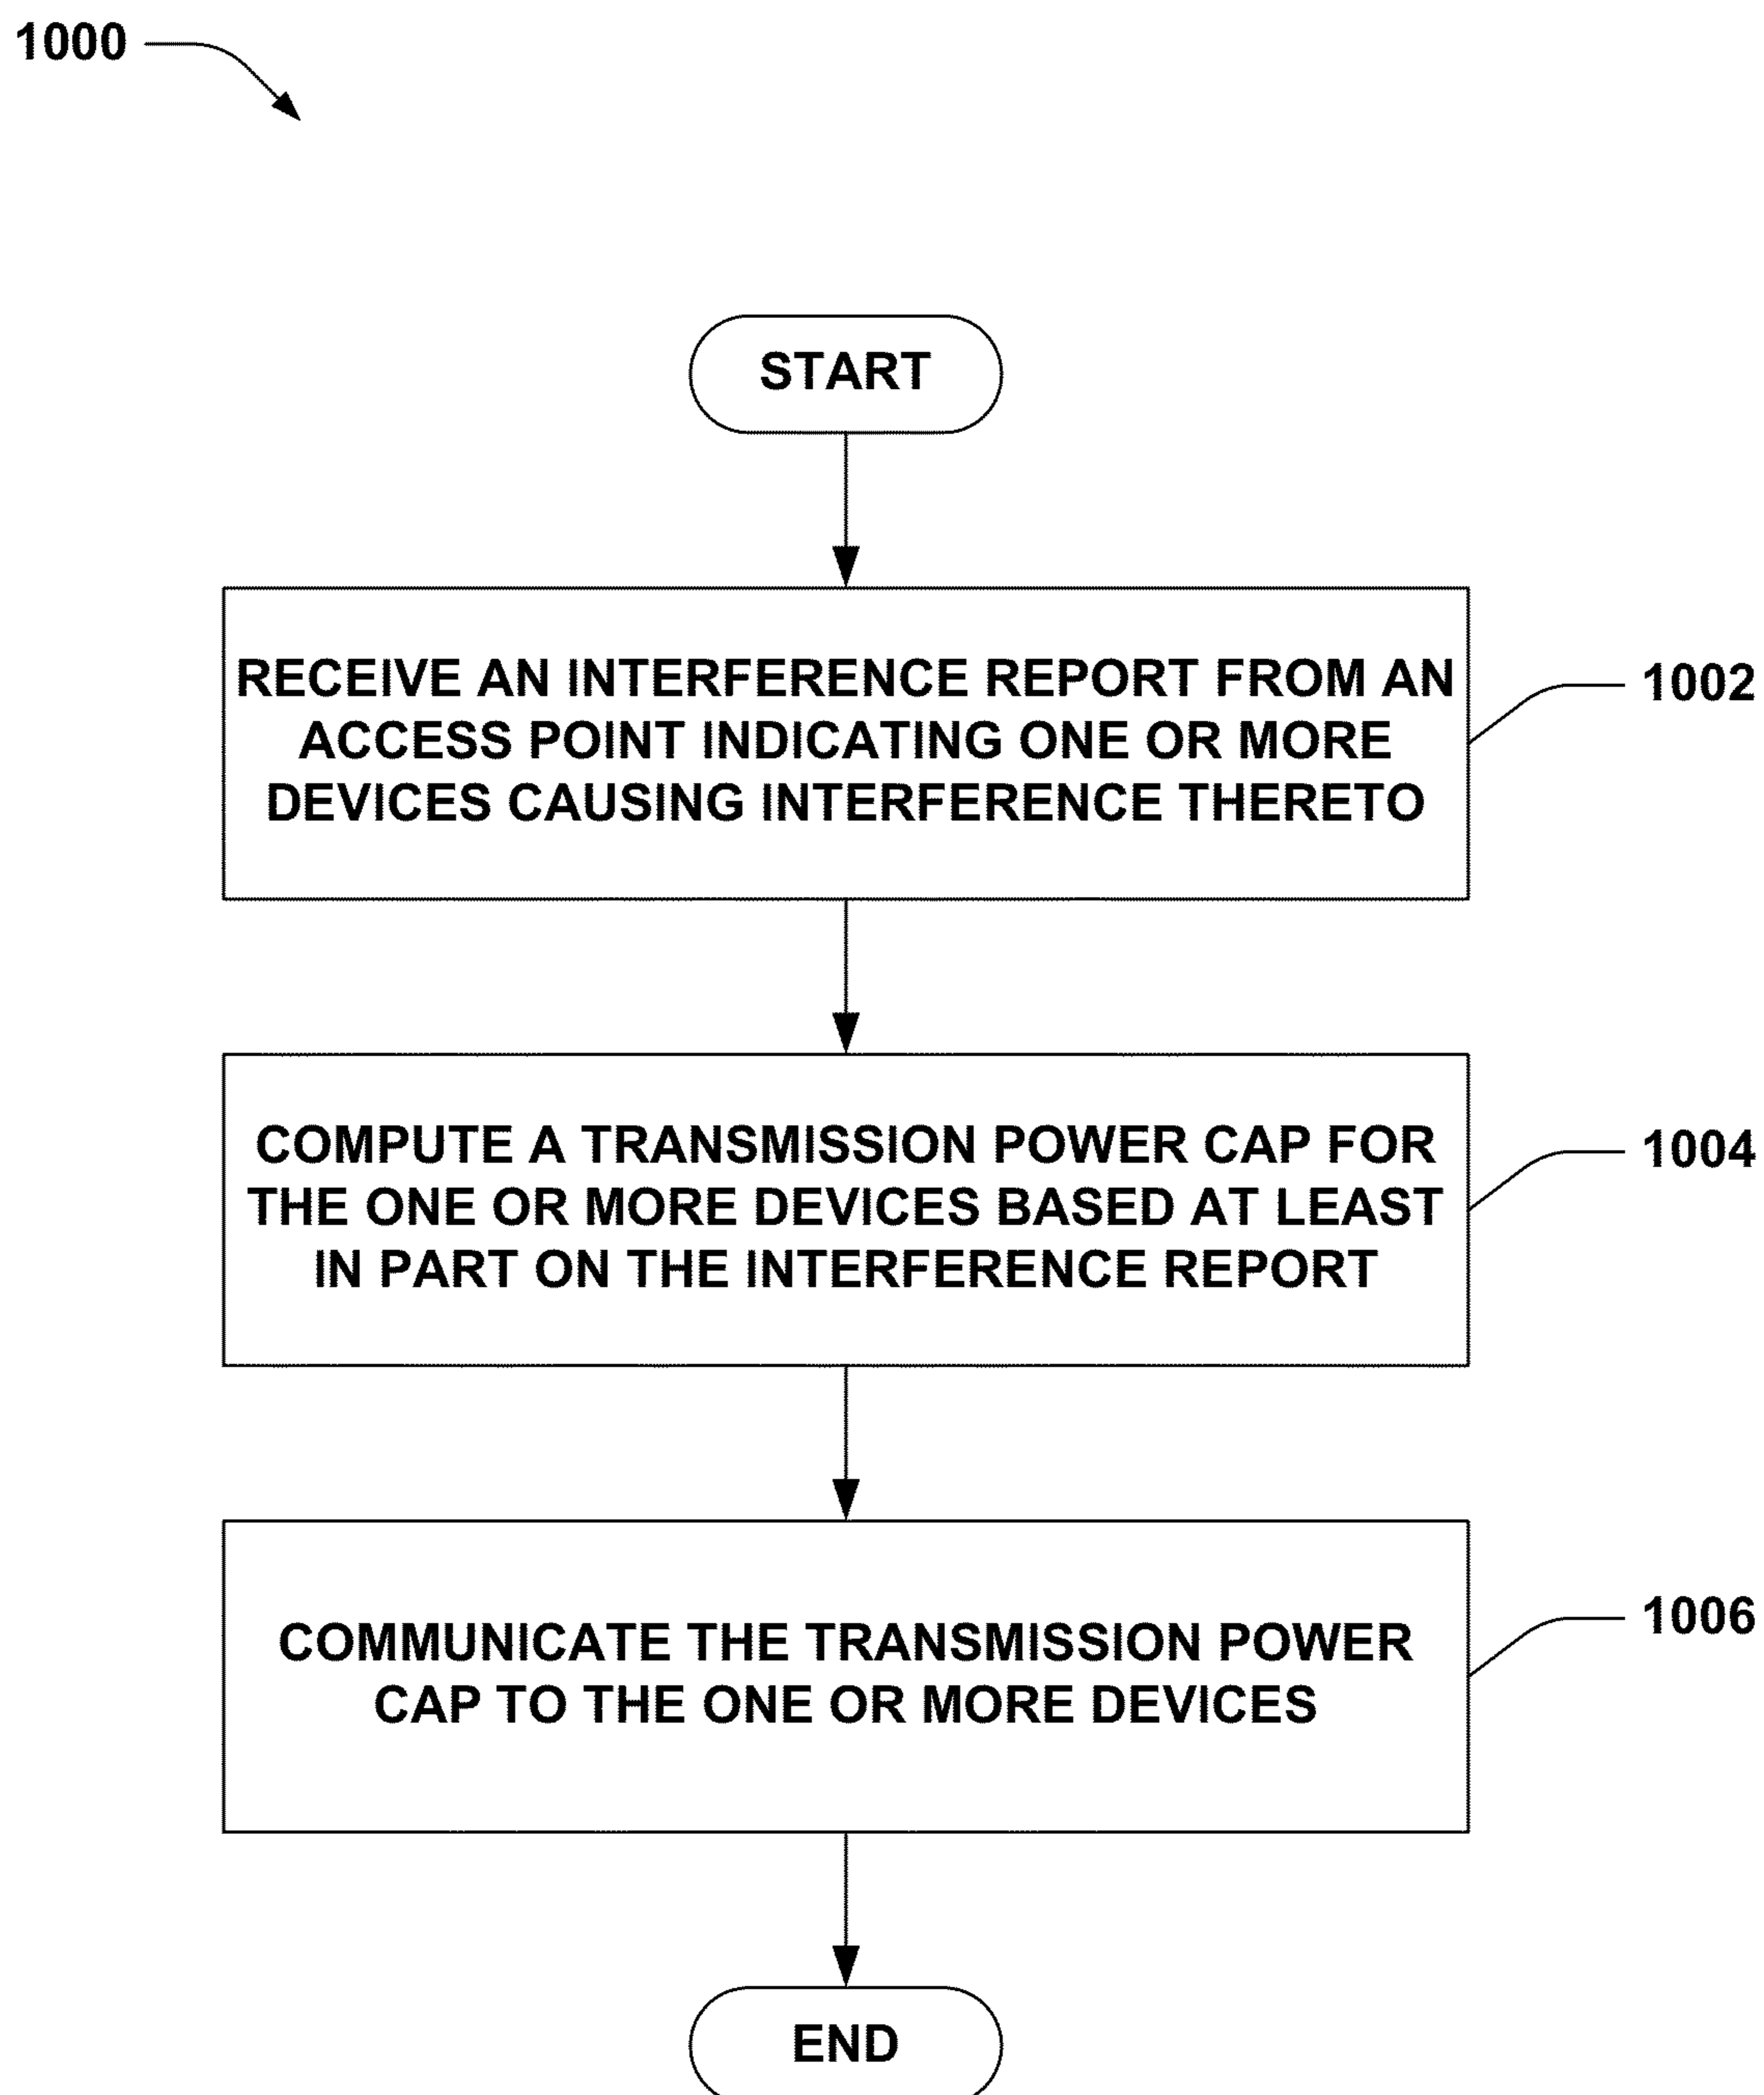 1000
START
RECEIVE AN INTERFERENCE REPORT FROM AN
ACCESS POINT INDICATING ONE OR MORE
DEVICES CAUSING INTERFERENCE THERETO
1002
COMPUTE A TRANSMISSION POWER CAP FOR
THE ONE OR MORE DEVICES BASED AT LEAST
IN PART ON THE INTERFERENCE REPORT
1004
COMMUNICATE THE TRANSMISSION POWER
CAP TO THE ONE OR MORE DEVICES
1006
END